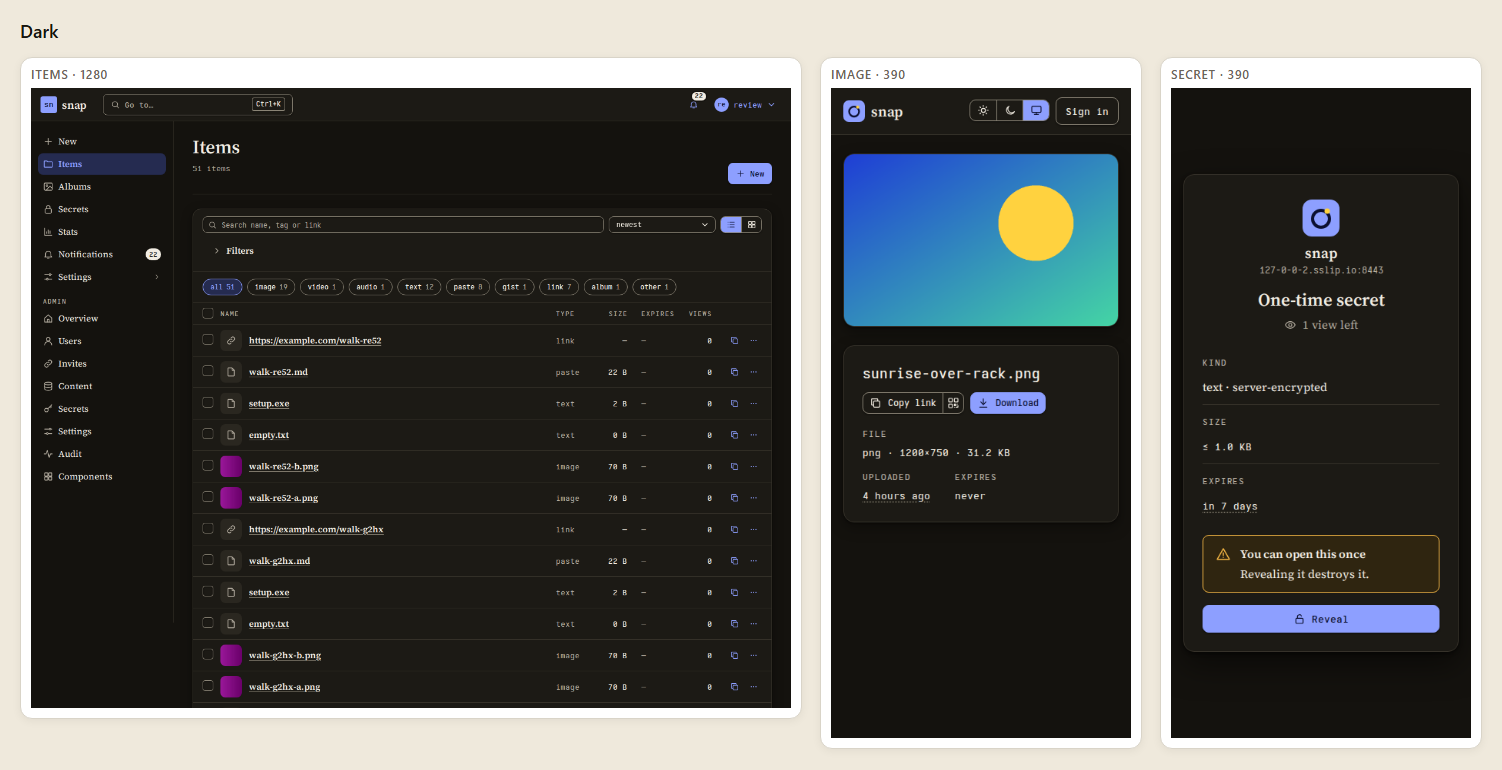 Dark
ITEMS · 1280
sn snap
Go to…
Ctrl+K
22
re review
New
Items
Albums
Secrets
Stats
Notifications 22
Settings
ADMIN
Overview
Users
Invites
Content
Secrets
Settings
Audit
Components
Items
51 items
New
Search name, tag or link
newest
Filters
all 51 image 19 video 1 audio 1 text 12 paste 8 gist 1 link 7 album 1 other 1
NAME TYPE SIZE EXPIRES VIEWS
https://example.com/walk-re52 link — — 0
walk-re52.md paste 22 B — 0
setup.exe text 2 B — 0
empty.txt text 0 B — 0
walk-re52-b.png image 70 B — 0
walk-re52-a.png image 70 B — 0
https://example.com/walk-g2hx link — — 0
walk-g2hx.md paste 22 B — 0
setup.exe text 2 B — 0
empty.txt text 0 B — 0
walk-g2hx-b.png image 70 B — 0
walk-g2hx-a.png image 70 B — 0
IMAGE · 390
snap
Sign in
sunrise-over-rack.png
Copy link
Download
FILE
png · 1200×750 · 31.2 KB
UPLOADED EXPIRES
4 hours ago never
SECRET · 390
snap
127-0-0-2.sslip.io:8443
One-time secret
1 view left
KIND
text · server-encrypted
SIZE
≤ 1.0 KB
EXPIRES
in 7 days
You can open this once
Revealing it destroys it.
Reveal